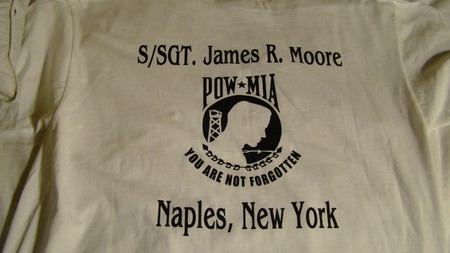 S/SGT. James R. Moore
POW★MIA
YOU ARE NOT FORGOTTEN
Naples, New York